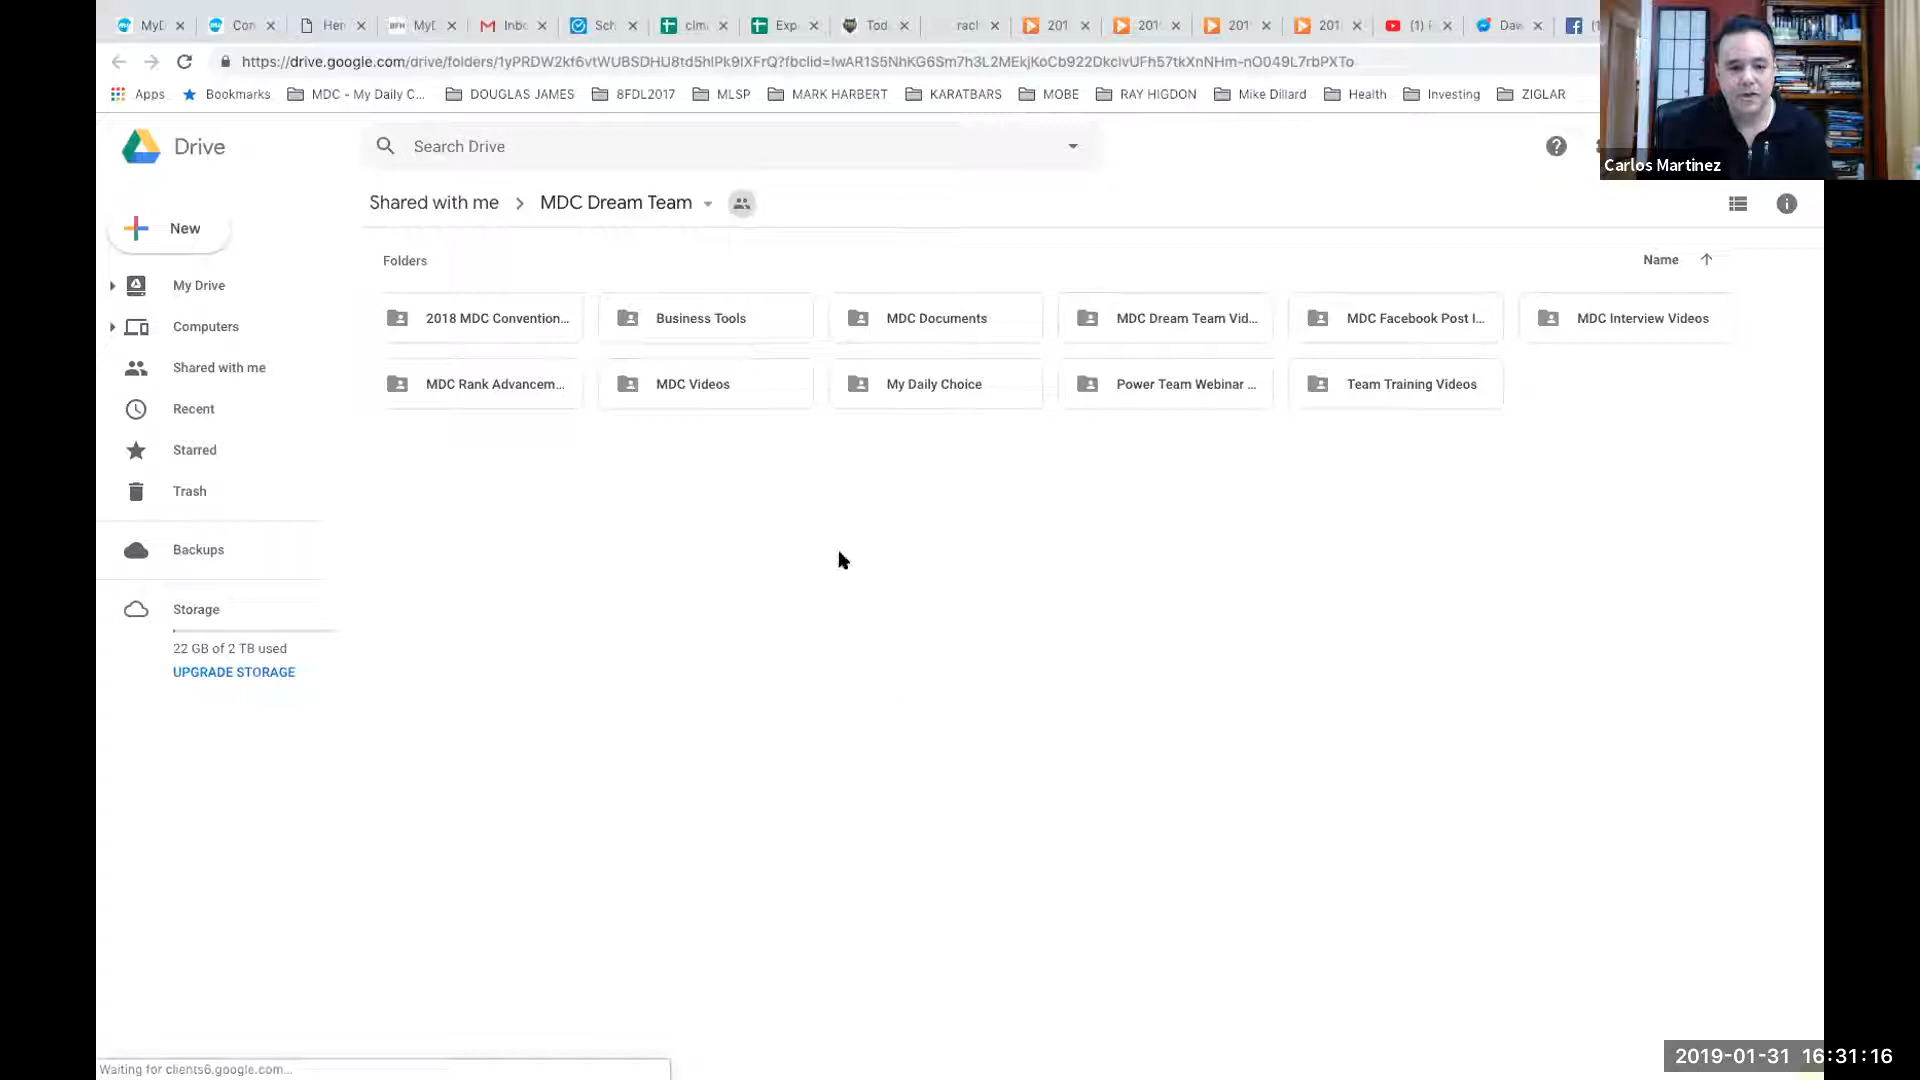 MyD
Con
Her
MyD
Inbo
Sch
clm
Exp
Tod
racl
201
201
201
201
(1)
Dav
https://drive.google.com/drive/folders/1yPRDW2kf6vtWUBSDHU8td5hlPk9IXFrQ?fbclid=IwAR1S5NhKG6Sm7h3L2MEkjKoCb922DkcivUFh57tkXnNHm-nO049L7rbPXTo
Apps Bookmarks MDC - My Daily C... DOUGLAS JAMES 8FDL2017 MLSP MARK HARBERT KARATBARS MOBE RAY HIGDON Mike Dillard Health Investing ZIGLAR
Carlos Martinez
Drive
Search Drive
Shared with me > MDC Dream Team
New
My Drive
Computers
Shared with me
Recent
Starred
Trash
Backups
Storage
22 GB of 2 TB used
UPGRADE STORAGE
Folders
Name
2018 MDC Convention...
Business Tools
MDC Documents
MDC Dream Team Vid...
MDC Facebook Post I...
MDC Interview Videos
MDC Rank Advancem...
MDC Videos
My Daily Choice
Power Team Webinar ...
Team Training Videos
Waiting for clients6.google.com...
2019-01-31 16:31:16